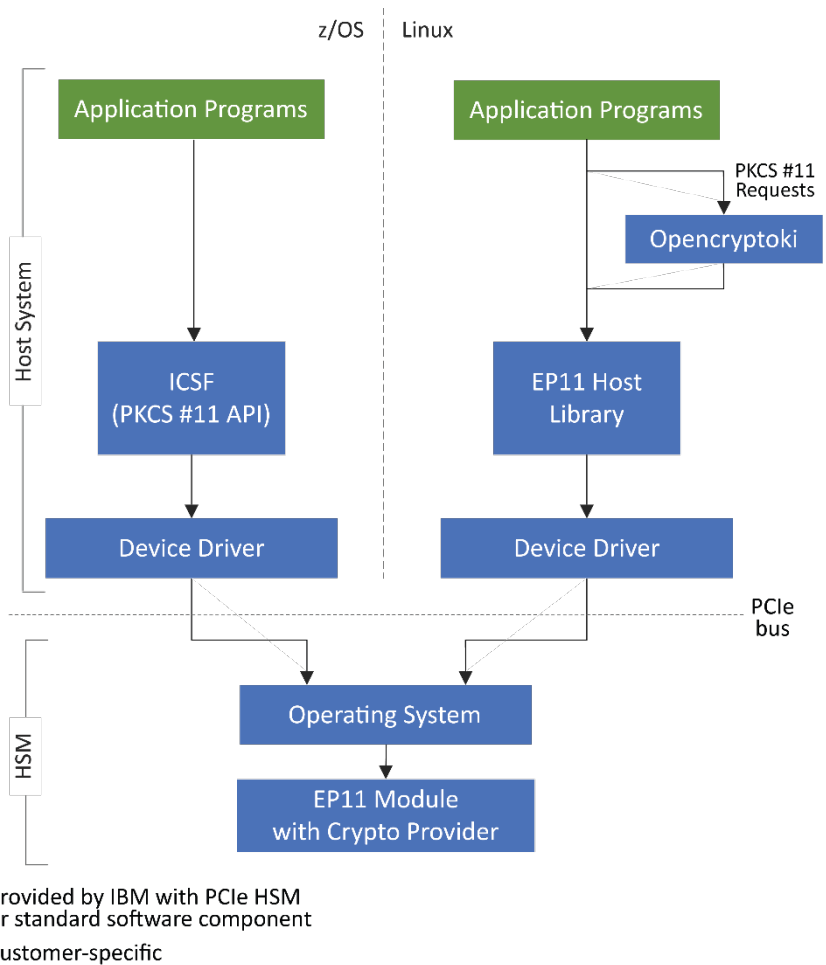 z/OS
Linux
Application Programs
Application Programs
PKCS #11
Requests
Opencryptoki
Host System
ICSF
(PKCS #11 API)
EP11 Host
Library
Device Driver
Device Driver
PCIe
bus
HSM
Operating System
EP11 Module
with Crypto Provider
rovided by IBM with PCIe HSM
r standard software component
ustomer-specific